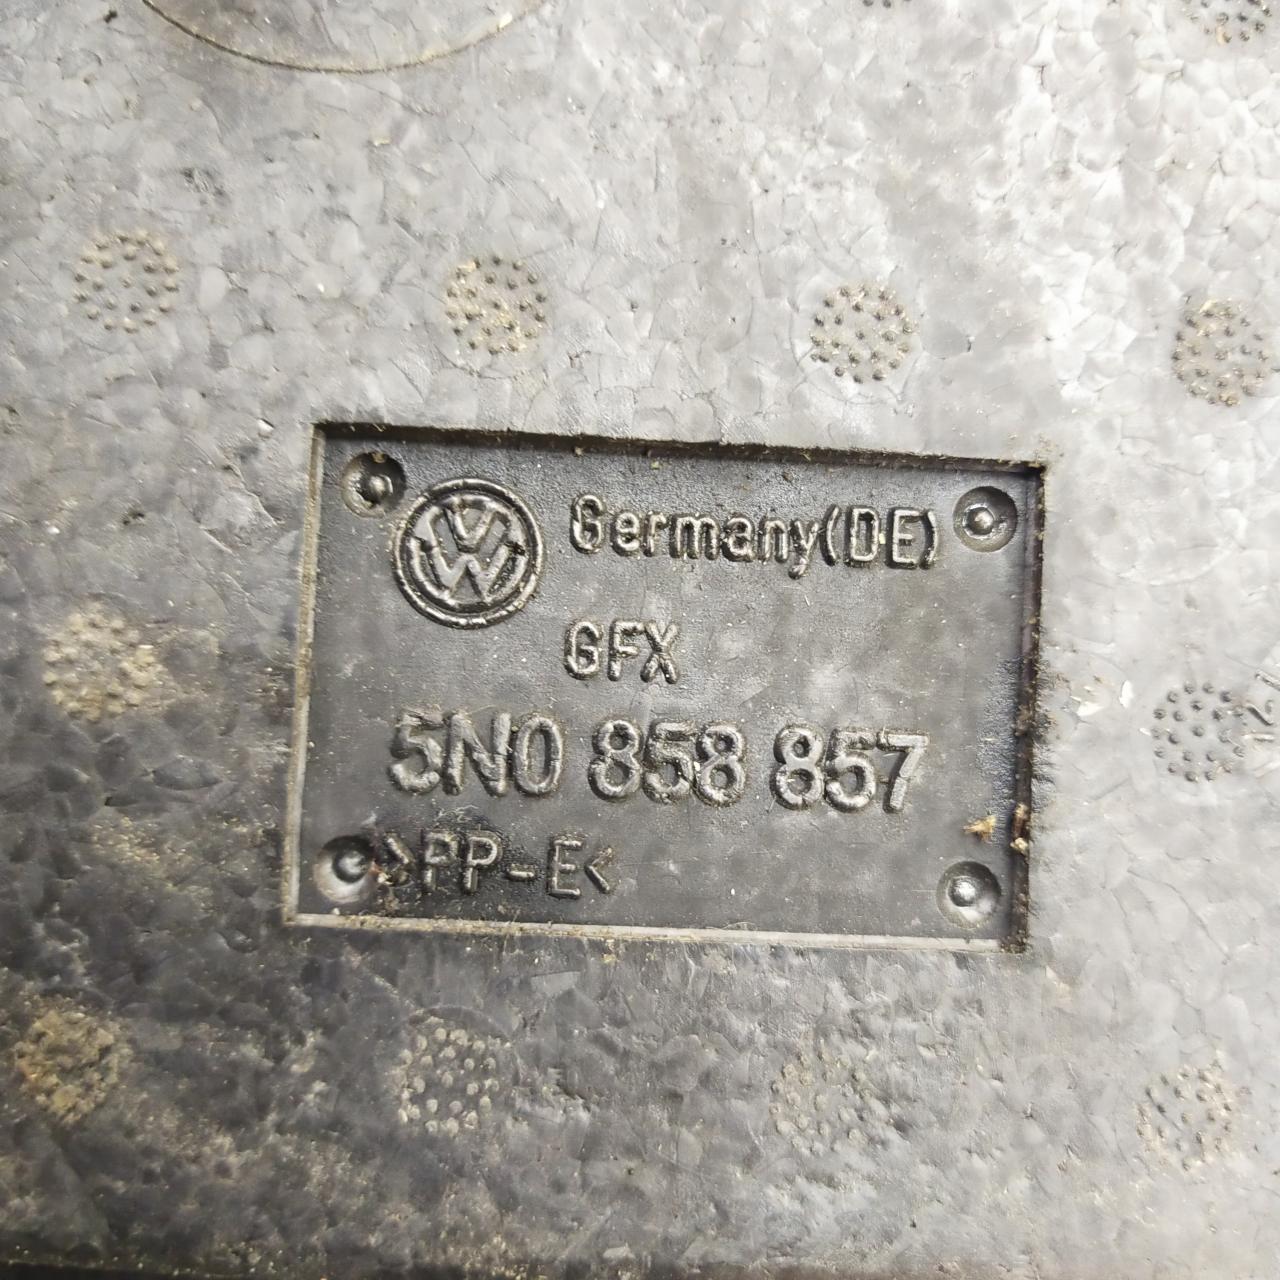 Germany(DE)
GFX
5N0 858 857
>PP-E<